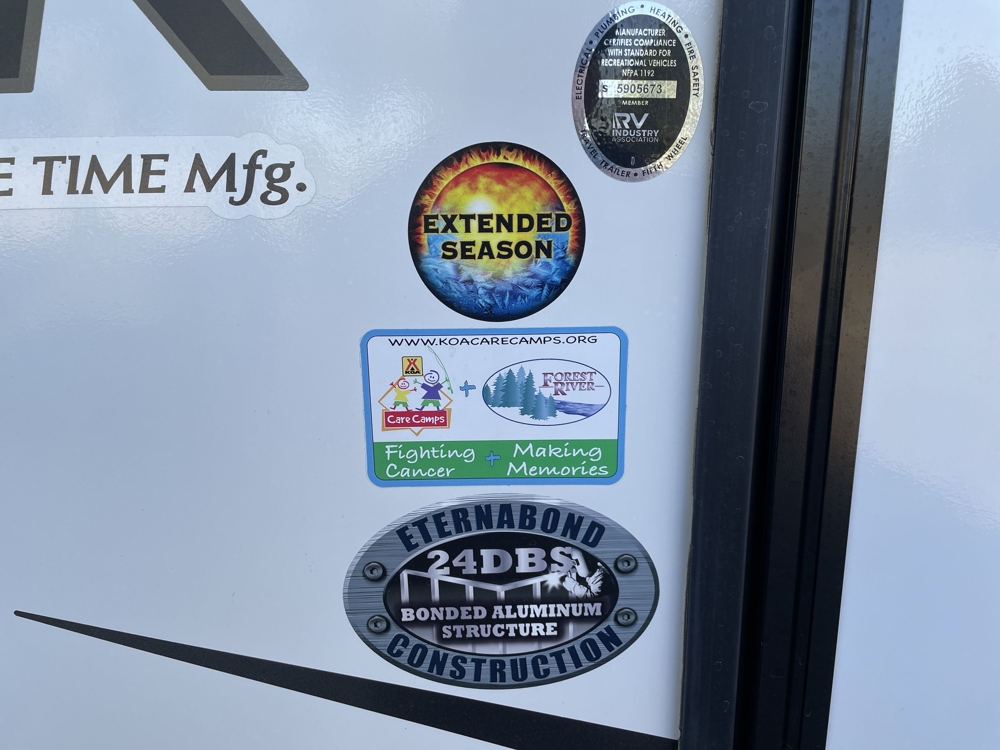 ELECTRICAL • PLUMBING • HEATING • FIRE SAFETY
MANUFACTURER
CERTIFIES COMPLIANCE
WITH STANDARD FOR
RECREATIONAL VEHICLES
NFPA 1192
S 5905673
MEMBER
RV
INDUSTRY
ASSOCIATION
TRAVEL TRAILER • FIFTH WHEEL
E TIME Mfg.
EXTENDED
SEASON
WWW.KOACARECAMPS.ORG
KOA
Care Camps
+
FOREST
RIVER
Fighting + Making
Cancer Memories
ETERNABOND
24DBS
BONDED ALUMINUM
STRUCTURE
CONSTRUCTION